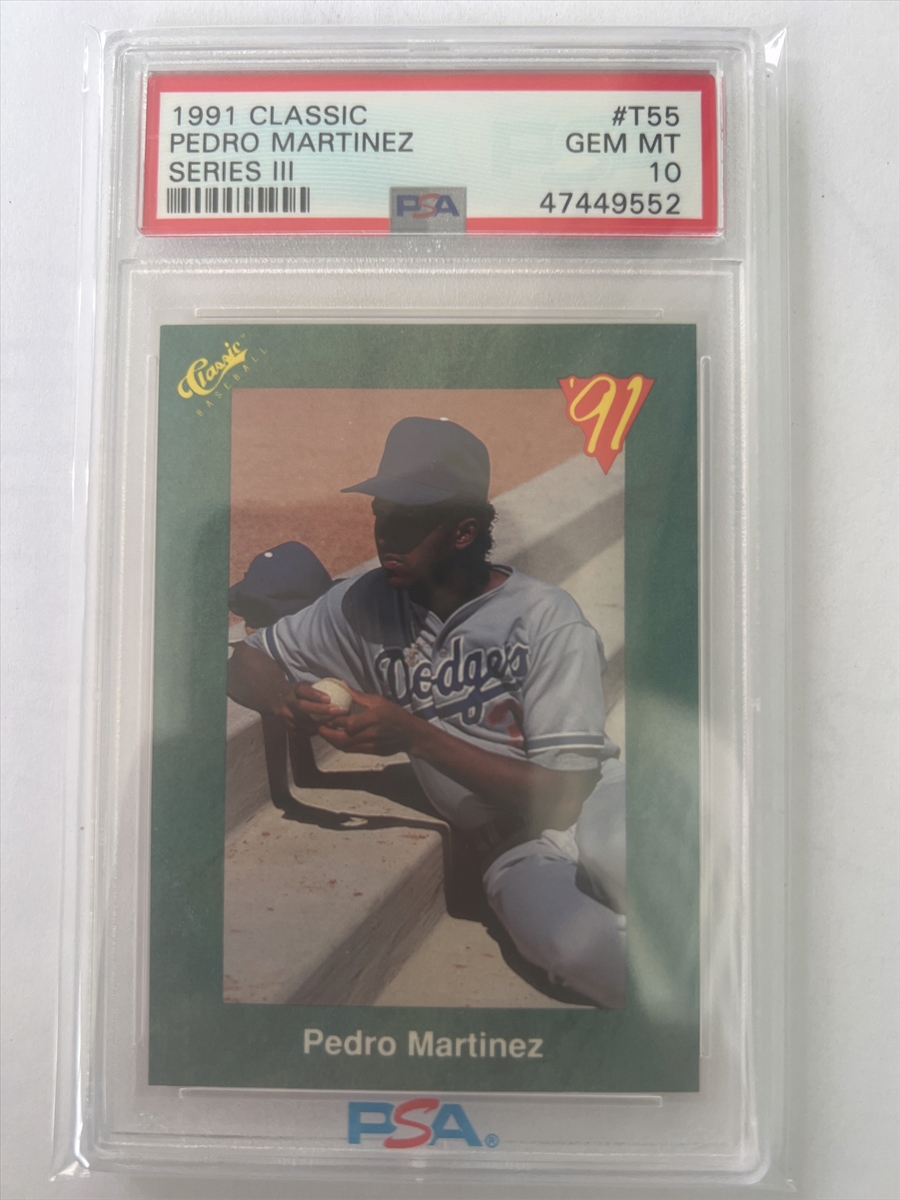 1991 CLASSIC #T55
PEDRO MARTINEZ GEM MT
SERIES III 10
PSA 47449552
Classic
BASEBALL
'91
Dodgers
Pedro Martinez
PSA®